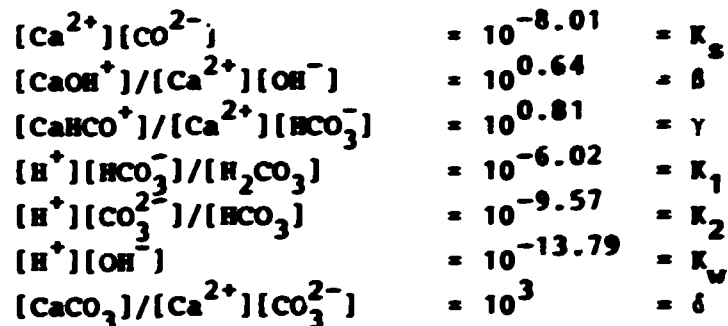 [Ca²⁺][CO²⁻] = 10⁻⁸·⁰¹ = Kₛ
[CaOH⁺]/[Ca²⁺][OH⁻] = 10⁰·⁶⁴ = β
[CaHCO⁺]/[Ca²⁺][HCO₃⁻] = 10⁰·⁸¹ = γ
[H⁺][HCO₃⁻]/[H₂CO₃] = 10⁻⁶·⁰² = K₁
[H⁺][CO₃²⁻]/[HCO₃] = 10⁻⁹·⁵⁷ = K₂
[H⁺][OH⁻] = 10⁻¹³·⁷⁹ = K_w
[CaCO₃]/[Ca²⁺][CO₃²⁻] = 10³ = δ